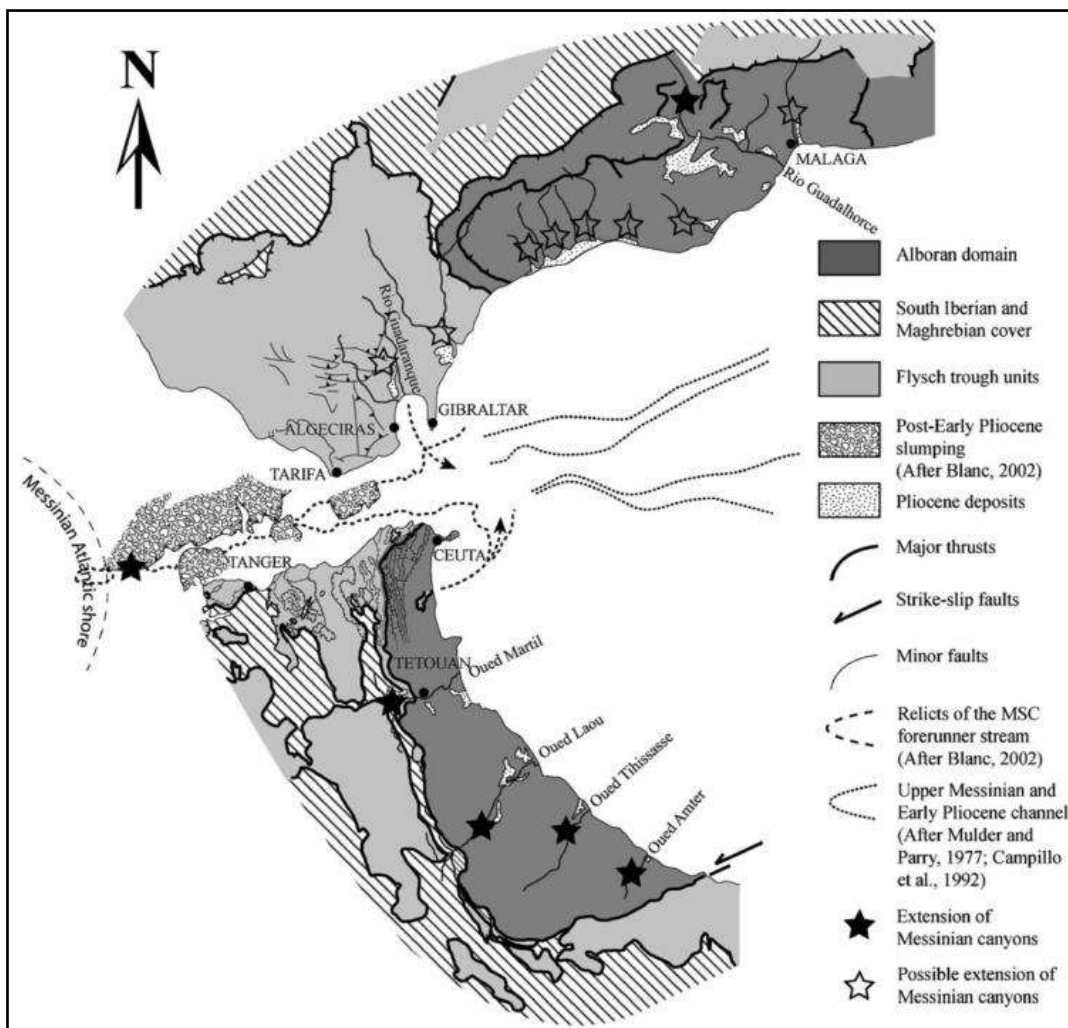 N
MALAGA
Rio Guadalhorce
Rio Guadaranque
GIBRALTAR
ALGECIRAS
TARIFA
Messinian Atlantic shore
TANGER
CEUTA
TETOUAN
Oued Martil
Oued Laou
Oued Tihissasse
Oued Amter
Alboran domain
South Iberian and
Maghrebian cover
Flysch trough units
Post-Early Pliocene
slumping
(After Blanc, 2002)
Pliocene deposits
Major thrusts
Strike-slip faults
Minor faults
Relicts of the MSC
forerunner stream
(After Blanc, 2002)
Upper Messinian and
Early Pliocene channel
(After Mulder and
Parry, 1977; Campillo
et al., 1992)
Extension of
Messinian canyons
Possible extension of
Messinian canyons